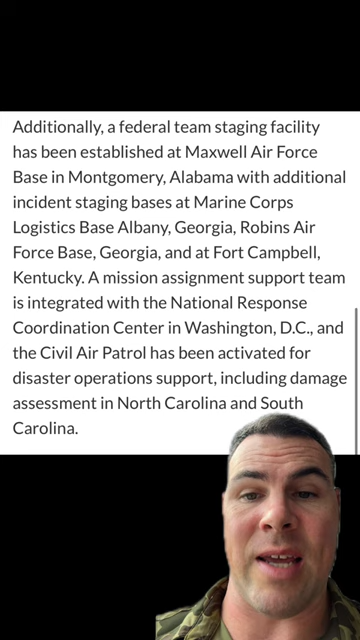 Additionally, a federal team staging facility
has been established at Maxwell Air Force
Base in Montgomery, Alabama with additional
incident staging bases at Marine Corps
Logistics Base Albany, Georgia, Robins Air
Force Base, Georgia, and at Fort Campbell,
Kentucky. A mission assignment support team
is integrated with the National Response
Coordination Center in Washington, D.C., and
the Civil Air Patrol has been activated for
disaster operations support, including damage
assessment in North Carolina and South
Carolina.